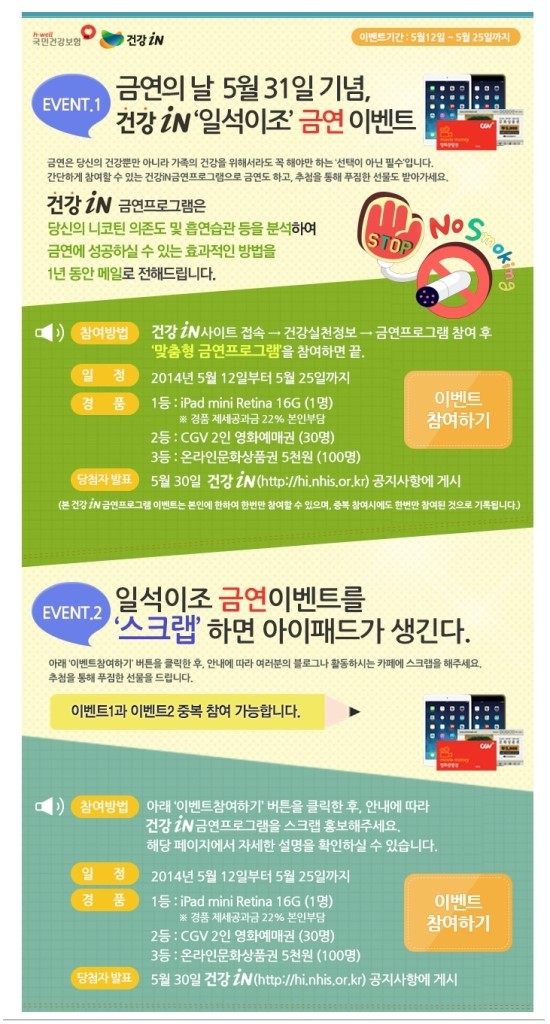 h-well
국민건강보험
건강iN
이벤트기간 : 5월12일 ~ 5월 25일까지
EVENT.1
금연의 날 5월 31일 기념,
건강iN '일석이조' 금연 이벤트
금연은 당신의 건강뿐만 아니라 가족의 건강을 위해서라도 꼭 해야만 하는 '선택이 아닌 필수'입니다.
간단하게 참여할 수 있는 건강iN금연프로그램으로 금연도 하고, 추첨을 통해 푸짐한 선물도 받아가세요.
건강iN 금연프로그램은
당신의 니코틴 의존도 및 흡연습관 등을 분석하여
금연에 성공하실 수 있는 효과적인 방법을
1년 동안 메일로 전해드립니다.
STOP
No Smoking
CGV
참여방법 건강iN사이트 접속 → 건강실천정보 → 금연프로그램 참여 후
'맞춤형 금연프로그램'을 참여하면 끝.
일 정 2014년 5월 12일부터 5월 25일까지
경 품 1등 : iPad mini Retina 16G (1명)
※ 경품 제세공과금 22% 본인부담
2등 : CGV 2인 영화예매권 (30명)
3등 : 온라인문화상품권 5천원 (100명)
이벤트
참여하기
당첨자 발표 5월 30일 건강iN(http://hi.nhis.or.kr) 공지사항에 게시
(본 건강iN금연프로그램 이벤트는 본인에 한하여 한번만 참여할 수 있으며, 중복 참여시에도 한번만 참여된 것으로 기록됩니다.)
EVENT.2
일석이조 금연이벤트를
'스크랩' 하면 아이패드가 생긴다.
아래 '이벤트참여하기' 버튼을 클릭한 후, 안내에 따라 여러분의 블로그나 활동하시는 카페에 스크랩을 해주세요.
추첨을 통해 푸짐한 선물을 드립니다.
이벤트1과 이벤트2 중복 참여 가능합니다.
CGV
참여방법 아래 '이벤트참여하기' 버튼을 클릭한 후, 안내에 따라
건강iN금연프로그램을 스크랩 홍보해주세요.
해당 페이지에서 자세한 설명을 확인하실 수 있습니다.
일 정 2014년 5월 12일부터 5월 25일까지
경 품 1등 : iPad mini Retina 16G (1명)
※ 경품 제세공과금 22% 본인부담
2등 : CGV 2인 영화예매권 (30명)
3등 : 온라인문화상품권 5천원 (100명)
이벤트
참여하기
당첨자 발표 5월 30일 건강iN(http://hi.nhis.or.kr) 공지사항에 게시